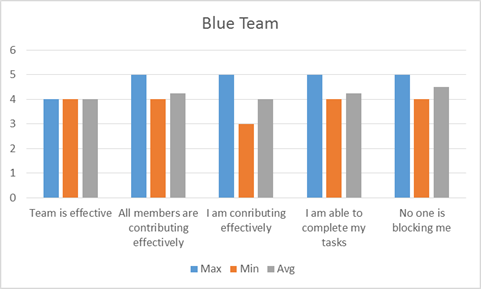 Blue Team
6
5
4
3
2
1
0
Team is effective
All members are
contributing
effectively
I am conributing
effectively
I am able to
complete my
tasks
No one is
blocking me
Max Min Avg